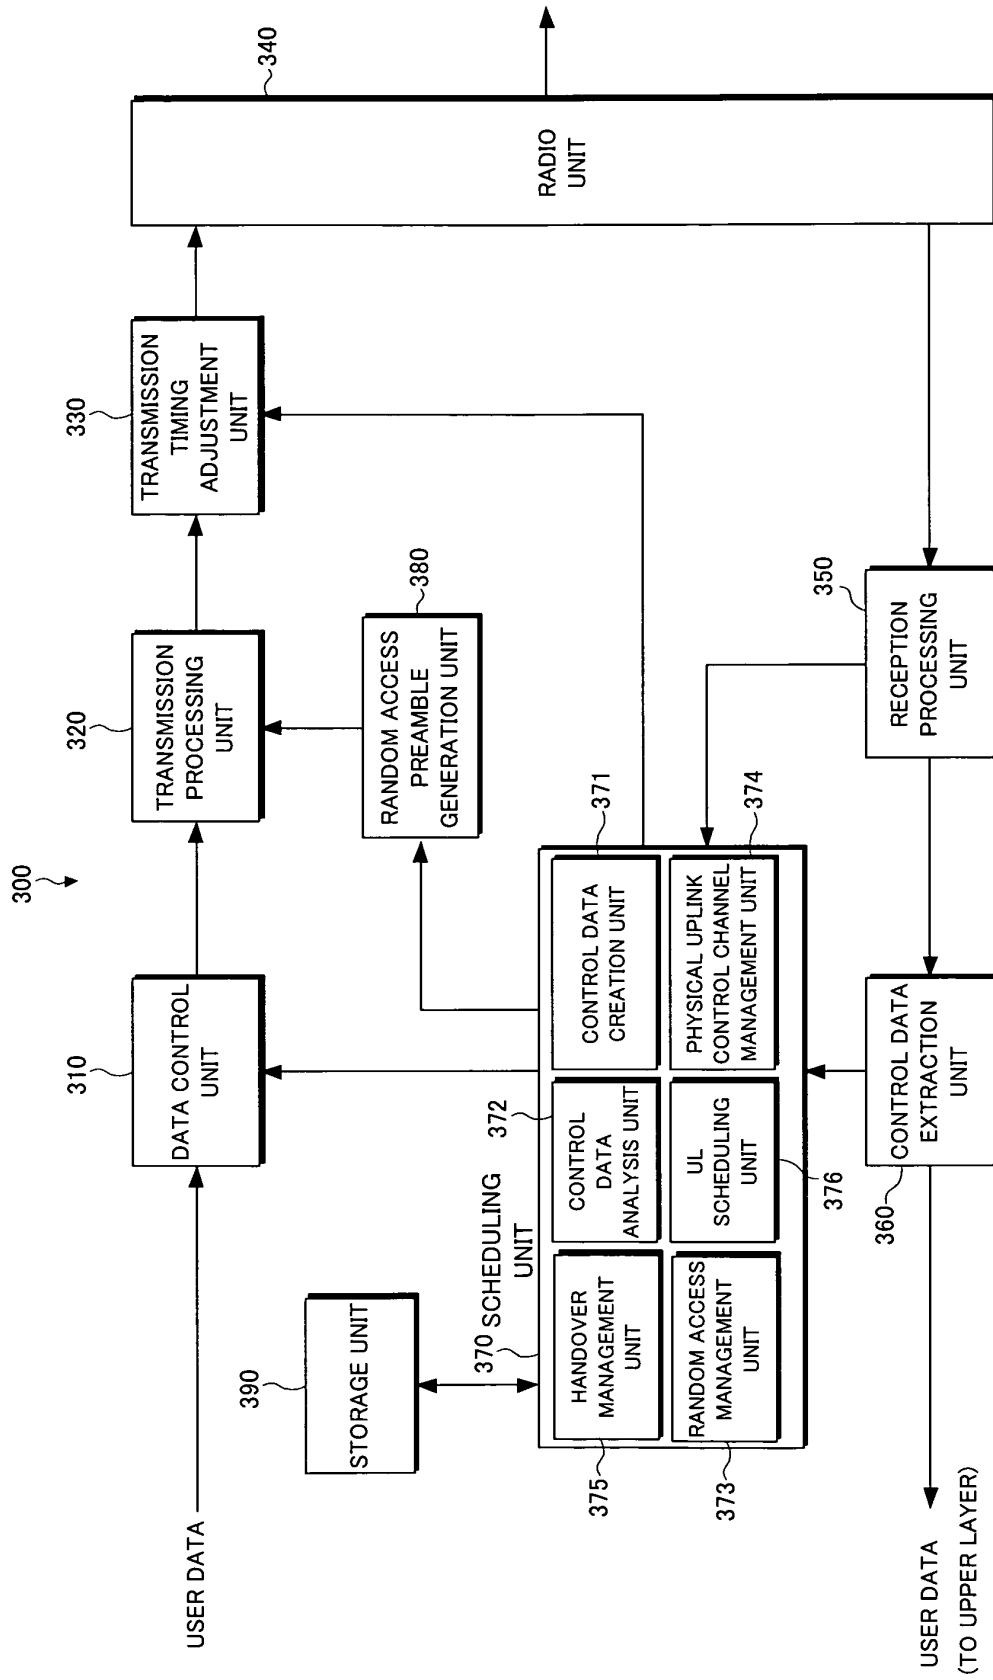 300
USER DATA
310
DATA CONTROL
UNIT
320
TRANSMISSION
PROCESSING
UNIT
330
TRANSMISSION
TIMING
ADJUSTMENT
UNIT
340
RADIO
UNIT
390
STORAGE UNIT
380
RANDOM ACCESS
PREAMBLE
GENERATION UNIT
370
SCHEDULING
UNIT
375
HANDOVER
MANAGEMENT
UNIT
372
CONTROL
DATA
ANALYSIS UNIT
371
CONTROL DATA
CREATION UNIT
373
RANDOM ACCESS
MANAGEMENT
UNIT
376
UL
SCHEDULING
UNIT
374
PHYSICAL UPLINK
CONTROL CHANNEL
MANAGEMENT UNIT
350
RECEPTION
PROCESSING
UNIT
360
CONTROL DATA
EXTRACTION
UNIT
USER DATA
(TO UPPER LAYER)